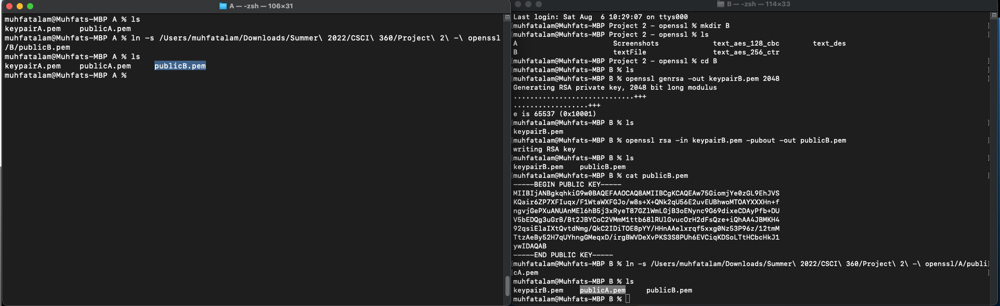 A — -zsh — 106×31
muhfatalam@Muhfats-MBP A % ls
keypairA.pem    publicA.pem
muhfatalam@Muhfats-MBP A % ln -s /Users/muhfatalam/Downloads/Summer\ 2022/CSCI\ 360/Project\ 2\ -\ openssl
/B/publicB.pem
muhfatalam@Muhfats-MBP A % ls
keypairA.pem    publicA.pem     publicB.pem
muhfatalam@Muhfats-MBP A %
B — -zsh — 114×33
Last login: Sat Aug  6 10:29:07 on ttys000
[muhfatalam@Muhfats-MBP Project 2 - openssl % mkdir B ]
[muhfatalam@Muhfats-MBP Project 2 - openssl % ls ]
A                       Screenshots             text_aes_128_cbc        text_des
B                       textFile                text_aes_256_ctr
[muhfatalam@Muhfats-MBP Project 2 - openssl % cd B ]
[muhfatalam@Muhfats-MBP B % ls ]
[muhfatalam@Muhfats-MBP B % openssl genrsa -out keypairB.pem 2048 ]
Generating RSA private key, 2048 bit long modulus
.............................+++
..................+++
e is 65537 (0x10001)
[muhfatalam@Muhfats-MBP B % ls ]
keypairB.pem
[muhfatalam@Muhfats-MBP B % openssl rsa -in keypairB.pem -pubout -out publicB.pem ]
writing RSA key
[muhfatalam@Muhfats-MBP B % ls ]
keypairB.pem    publicB.pem
[muhfatalam@Muhfats-MBP B % cat publicB.pem ]
-----BEGIN PUBLIC KEY-----
MIIBIjANBgkqhkiG9w0BAQEFAAOCAQ8AMIIBCgKCAQEAw75GiomjYe0zGL9EhJVS
KQair6ZP7XFIuqx/F1WtaWXFGJo/w8s+X+QNk2qU56E2uvEUBhwoMTOAYXXXHn+f
ngvjGePXuANUAnMEl6hB5j3xRyeT87GZlWmLGjB3oENync9G69dixeCDAyPfb+DU
V5bEDQg3uGrB/Bt2JBYCoC2VMmM1ttb68lRUlGvucOrH2dFsQze+iQhAA4JBMKH4
92qsiElaIXtQvtdNmg/QkC2IDiTOE8pYY/HHnAAelxrqf5xxg0Nz53P96z/12tmM
TtzAeBy52H7qUYhngGMeqxD/irgBWVDeXvPKS3S8PUh6EVCiqKDSoLTtHCbcHkJ1
ywIDAQAB
-----END PUBLIC KEY-----
[muhfatalam@Muhfats-MBP B % ln -s /Users/muhfatalam/Downloads/Summer\ 2022/CSCI\ 360/Project\ 2\ -\ openssl/A/publi]
[cA.pem ]
muhfatalam@Muhfats-MBP B % ls
keypairB.pem    publicA.pem     publicB.pem
muhfatalam@Muhfats-MBP B %